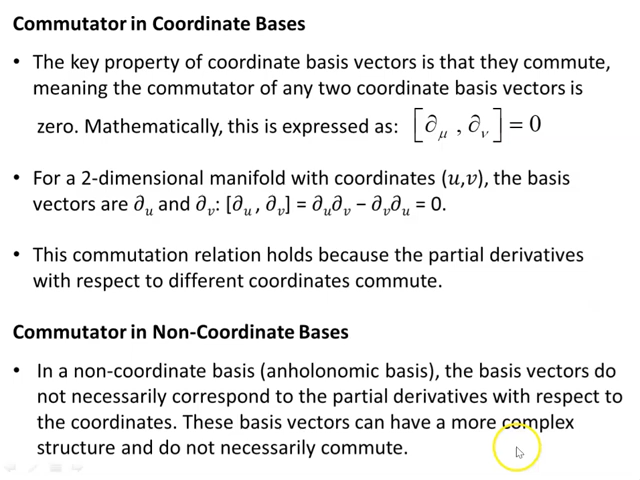 Commutator in Coordinate Bases
• The key property of coordinate basis vectors is that they commute,
meaning the commutator of any two coordinate basis vectors is
zero. Mathematically, this is expressed as: [∂μ , ∂ν] = 0
• For a 2-dimensional manifold with coordinates (u,v), the basis
vectors are ∂u and ∂v: [∂u , ∂v] = ∂u∂v − ∂v∂u = 0.
• This commutation relation holds because the partial derivatives
with respect to different coordinates commute.
Commutator in Non-Coordinate Bases
• In a non-coordinate basis (anholonomic basis), the basis vectors do
not necessarily correspond to the partial derivatives with respect to
the coordinates. These basis vectors can have a more complex
structure and do not necessarily commute.